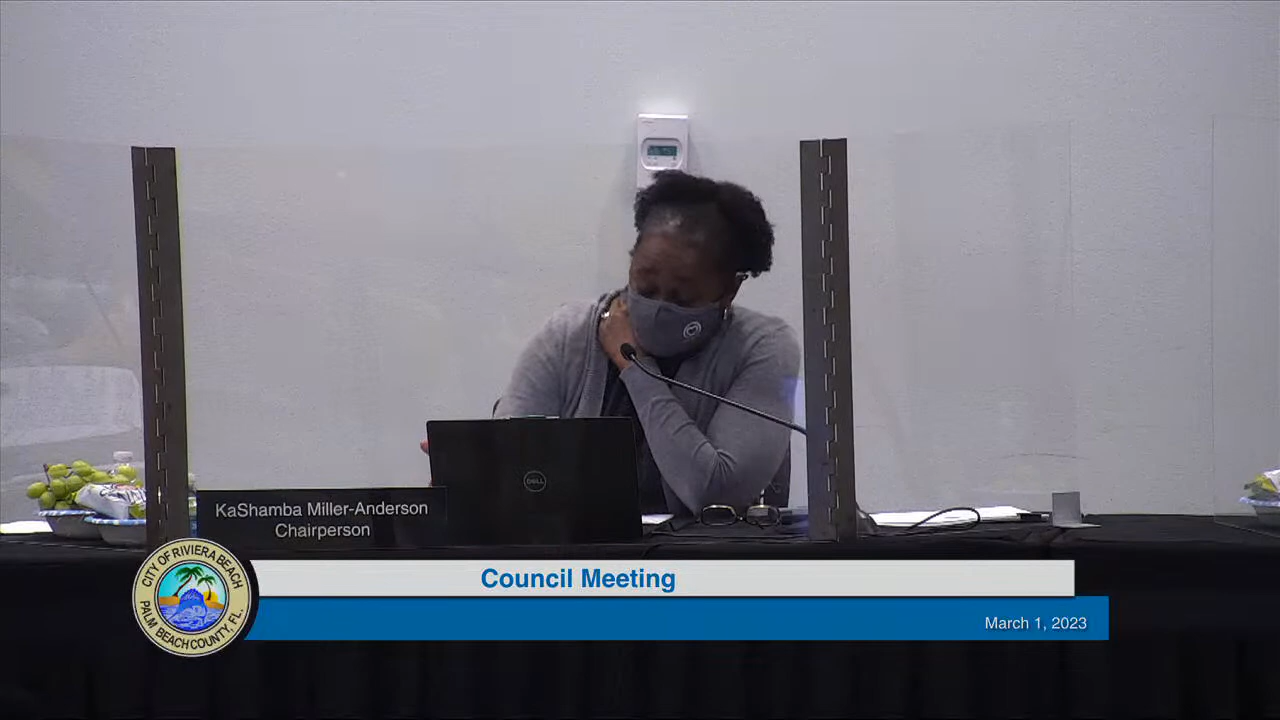 DELL
KaShamba Miller-Anderson
Chairperson
CITY OF RIVIERA BEACH
PALM BEACH COUNTY, FL.
Council Meeting
March 1, 2023